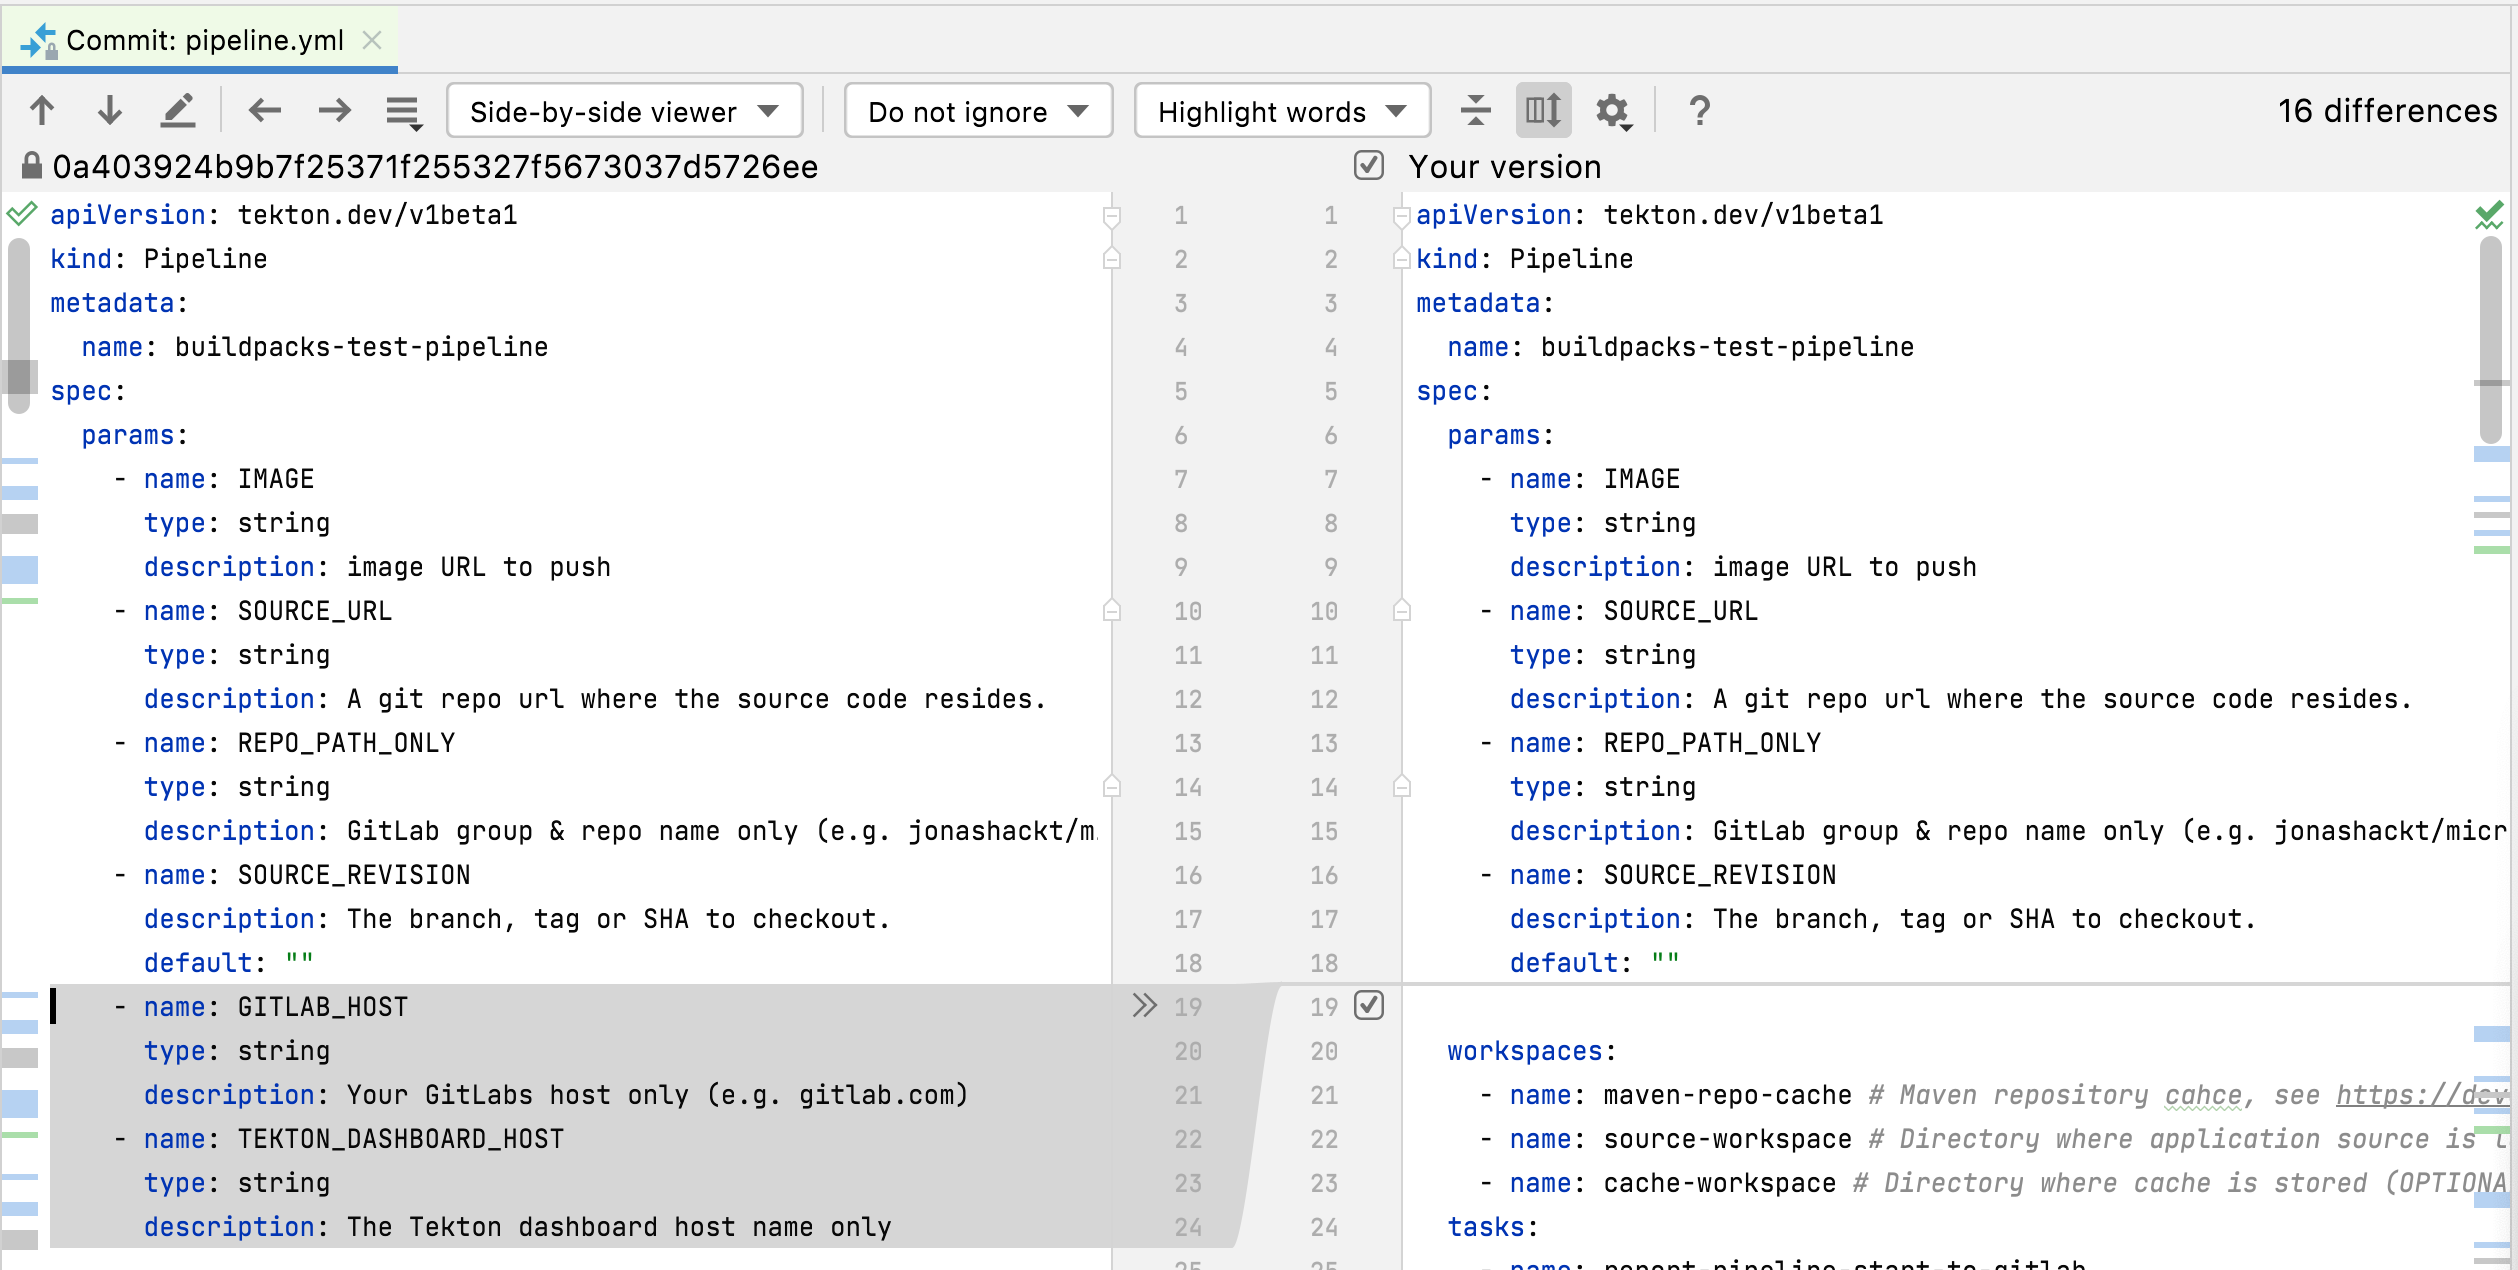 Commit: pipeline.yml
Side-by-side viewer Do not ignore Highlight words ? 16 differences
0a403924b9b7f25371f255327f5673037d5726ee Your version
apiVersion: tekton.dev/v1beta1 1 1 apiVersion: tekton.dev/v1beta1
kind: Pipeline 2 2 kind: Pipeline
metadata: 3 3 metadata:
name: buildpacks-test-pipeline 4 4 name: buildpacks-test-pipeline
spec: 5 5 spec:
params: 6 6 params:
- name: IMAGE 7 7 - name: IMAGE
type: string 8 8 type: string
description: image URL to push 9 9 description: image URL to push
- name: SOURCE_URL 10 10 - name: SOURCE_URL
type: string 11 11 type: string
description: A git repo url where the source code resides. 12 12 description: A git repo url where the source code resides.
- name: REPO_PATH_ONLY 13 13 - name: REPO_PATH_ONLY
type: string 14 14 type: string
description: GitLab group & repo name only (e.g. jonashackt/m 15 15 description: GitLab group & repo name only (e.g. jonashackt/micr
- name: SOURCE_REVISION 16 16 - name: SOURCE_REVISION
description: The branch, tag or SHA to checkout. 17 17 description: The branch, tag or SHA to checkout.
default: "" 18 18 default: ""
- name: GITLAB_HOST 19 19
type: string 20 20 workspaces:
description: Your GitLabs host only (e.g. gitlab.com) 21 21 - name: maven-repo-cache # Maven repository cahce, see https://dev
- name: TEKTON_DASHBOARD_HOST 22 22 - name: source-workspace # Directory where application source is
type: string 23 23 - name: cache-workspace # Directory where cache is stored (OPTIONA
description: The Tekton dashboard host name only 24 24 tasks:
25 25 - name: report-pipeline-start-to-gitlab